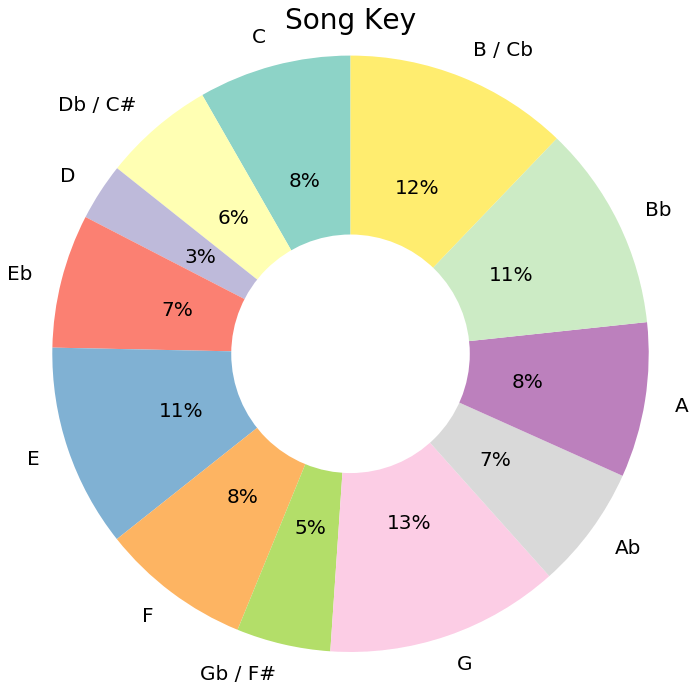 Song Key
C
B / Cb
Db / C#
D
Eb
E
F
Gb / F#
G
Ab
A
Bb
8%
12%
6%
3%
7%
11%
8%
5%
13%
7%
8%
11%